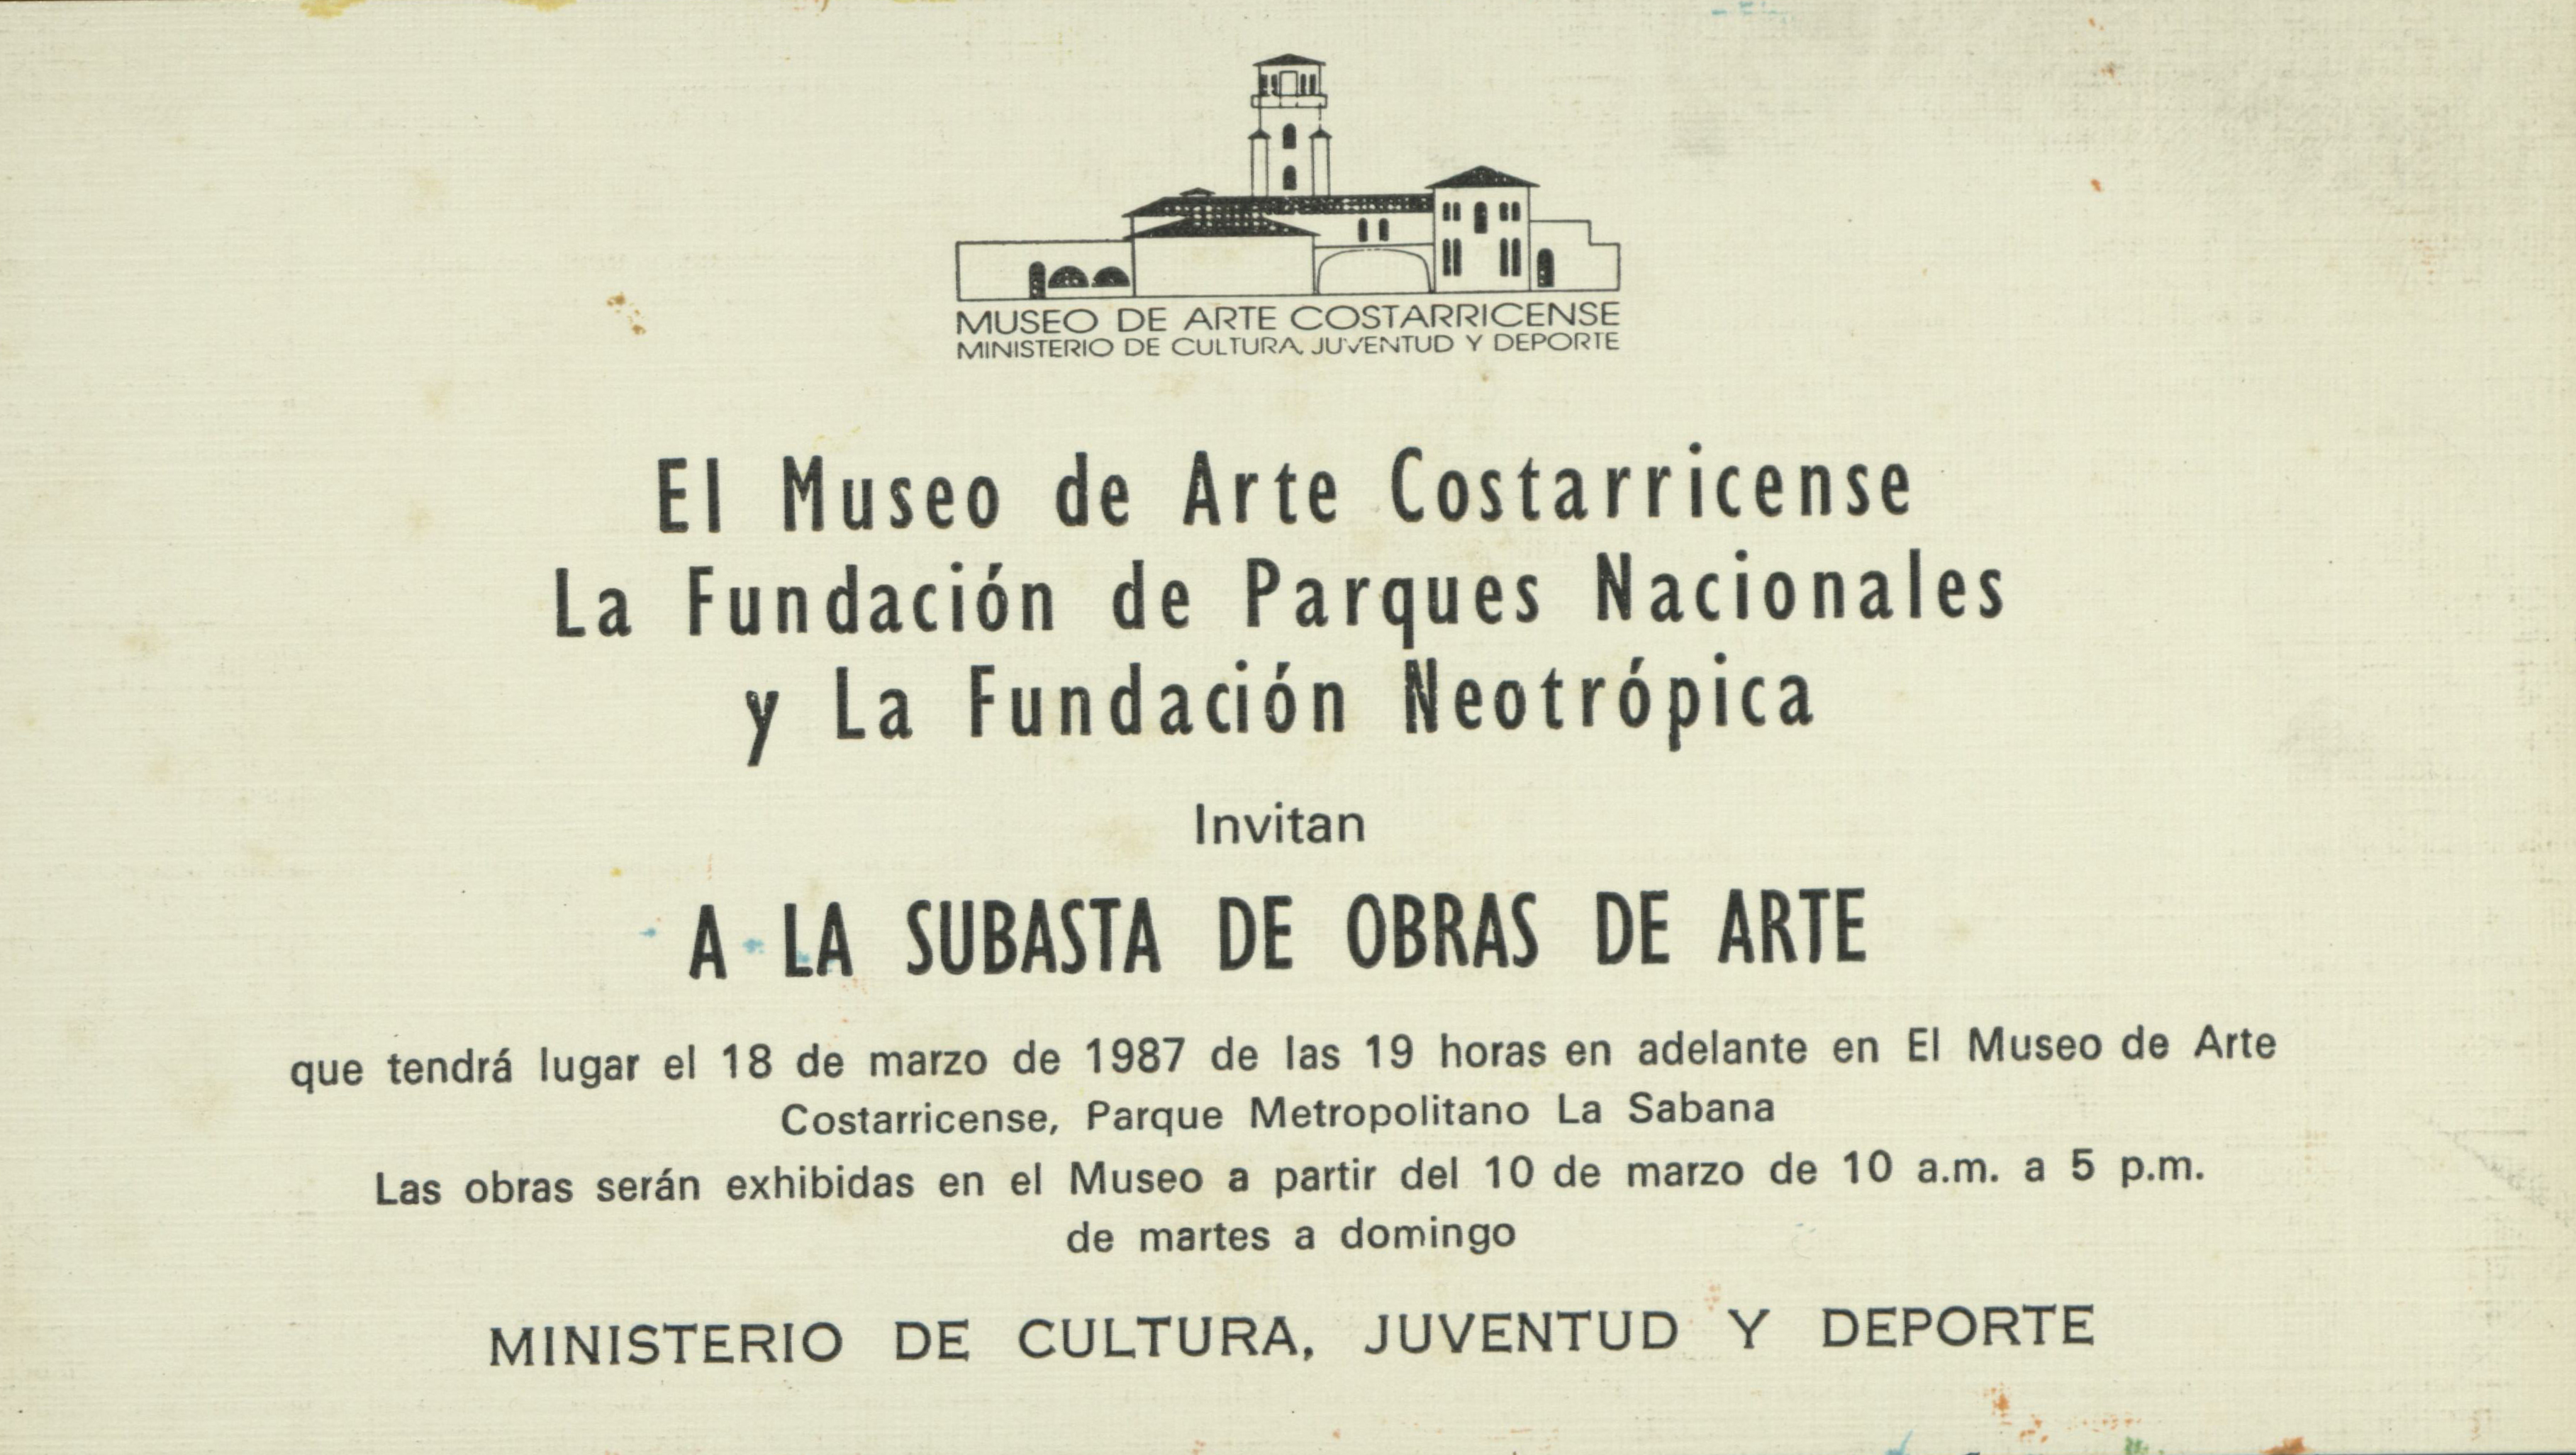 MUSEO DE ARTE COSTARRICENSE
MINISTERIO DE CULTURA, JUVENTUD Y DEPORTE
El Museo de Arte Costarricense
La Fundación de Parques Nacionales
y La Fundación Neotrópica
Invitan
A LA SUBASTA DE OBRAS DE ARTE
que tendrá lugar el 18 de marzo de 1987 de las 19 horas en adelante en El Museo de Arte
Costarricense, Parque Metropolitano La Sabana
Las obras serán exhibidas en el Museo a partir del 10 de marzo de 10 a.m. a 5 p.m.
de martes a domingo
MINISTERIO DE CULTURA, JUVENTUD Y DEPORTE